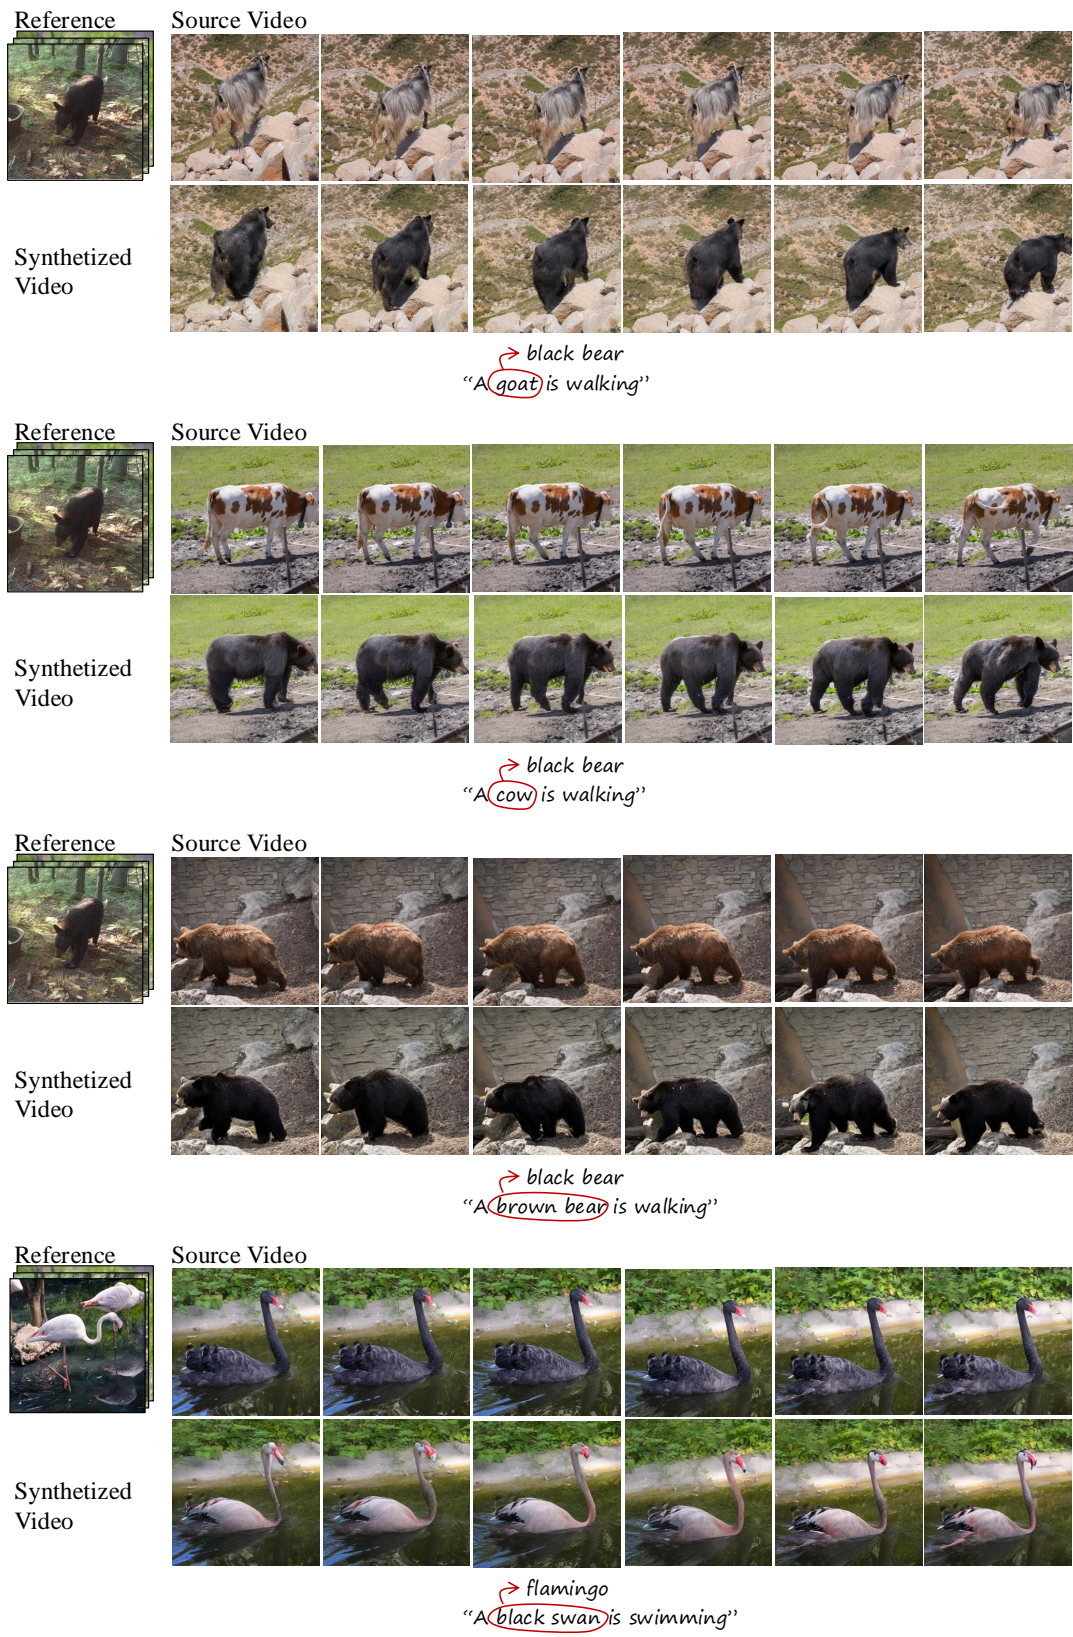 Reference
Source Video
Synthetized
Video
black bear
“A goat is walking”
Reference
Source Video
Synthetized
Video
black bear
“A cow is walking”
Reference
Source Video
Synthetized
Video
black bear
“A brown bear is walking”
Reference
Source Video
Synthetized
Video
flamingo
“A black swan is swimming”